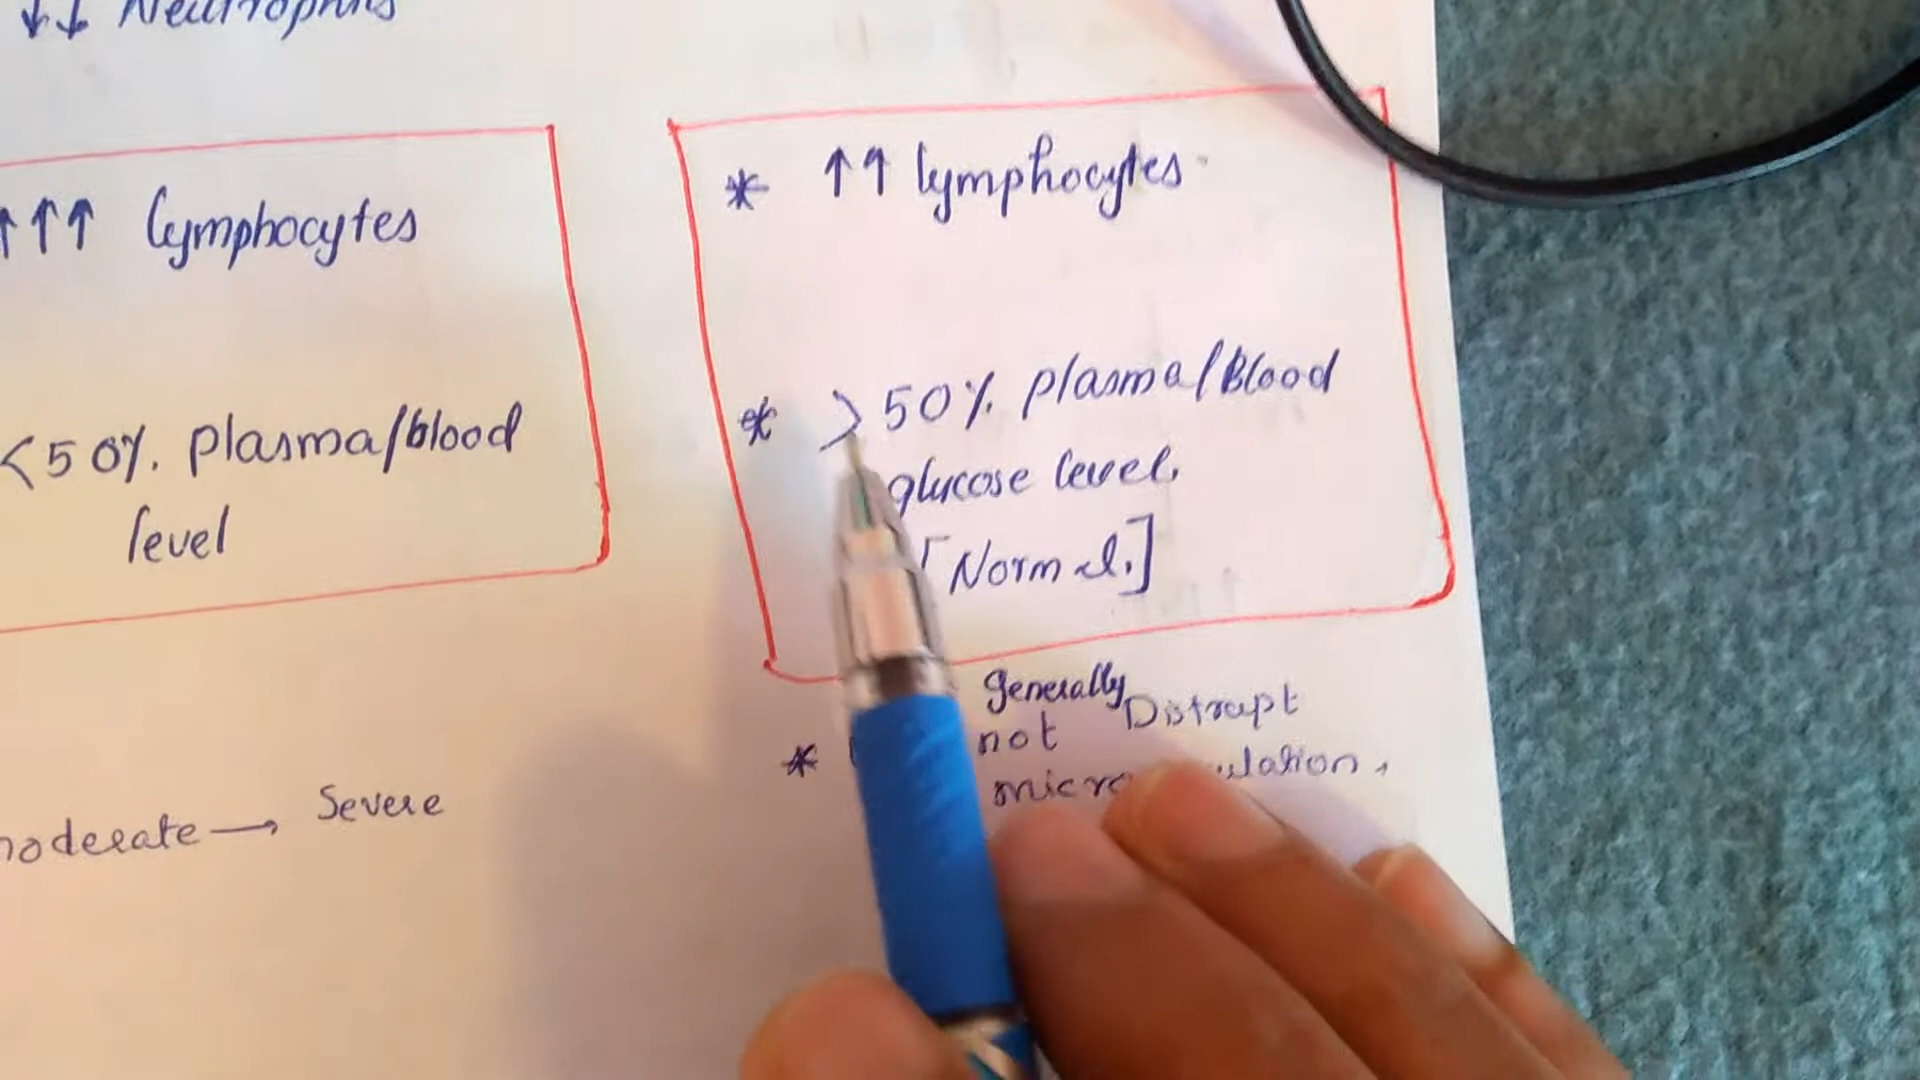 ↓↓ Neutrophils
↑↑↑ lymphocytes
<50%. plasma/blood
level
* ↑↑ lymphocytes.
* >50%. plasma/Blood
glucose level.
[Normal.]
moderate → Severe
* generally
not Distrupt